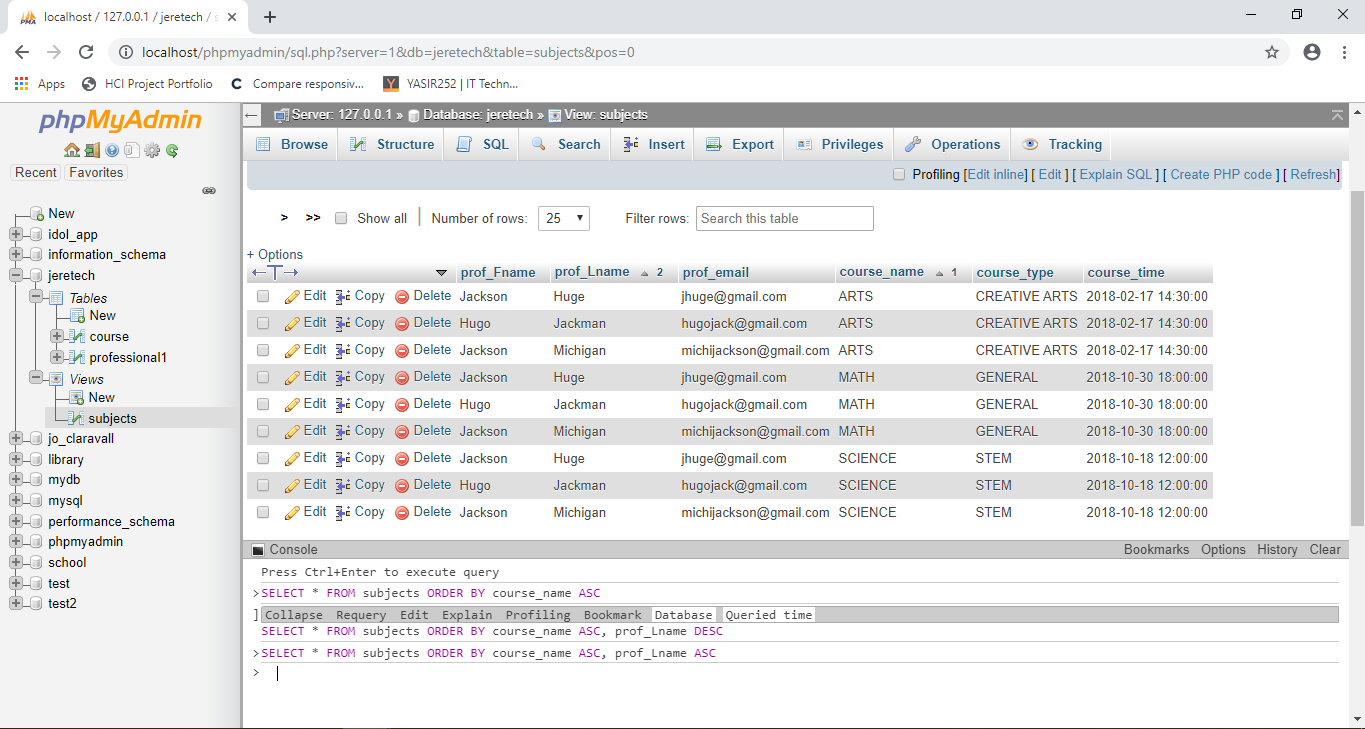 localhost / 127.0.0.1 / jeretech / s
localhost/phpmyadmin/sql.php?server=1&db=jeretech&table=subjects&pos=0
Apps HCI Project Portfolio Compare responsiv... YASIR252 | IT Techn...
phpMyAdmin
Recent Favorites
New
idol_app
information_schema
jeretech
Tables
New
course
professional1
Views
New
subjects
jo_claravall
library
mydb
mysql
performance_schema
phpmyadmin
school
test
test2
Server: 127.0.0.1 » Database: jeretech » View: subjects
Browse Structure SQL Search Insert Export Privileges Operations Tracking
Profiling [Edit inline] [ Edit ] [ Explain SQL ] [ Create PHP code ] [ Refresh]
> >> Show all | Number of rows: 25 Filter rows: Search this table
+ Options
prof_Fname prof_Lname 2 prof_email course_name 1 course_type course_time
Edit Copy Delete Jackson Huge jhuge@gmail.com ARTS CREATIVE ARTS 2018-02-17 14:30:00
Edit Copy Delete Hugo Jackman hugojack@gmail.com ARTS CREATIVE ARTS 2018-02-17 14:30:00
Edit Copy Delete Jackson Michigan michijackson@gmail.com ARTS CREATIVE ARTS 2018-02-17 14:30:00
Edit Copy Delete Jackson Huge jhuge@gmail.com MATH GENERAL 2018-10-30 18:00:00
Edit Copy Delete Hugo Jackman hugojack@gmail.com MATH GENERAL 2018-10-30 18:00:00
Edit Copy Delete Jackson Michigan michijackson@gmail.com MATH GENERAL 2018-10-30 18:00:00
Edit Copy Delete Jackson Huge jhuge@gmail.com SCIENCE STEM 2018-10-18 12:00:00
Edit Copy Delete Hugo Jackman hugojack@gmail.com SCIENCE STEM 2018-10-18 12:00:00
Edit Copy Delete Jackson Michigan michijackson@gmail.com SCIENCE STEM 2018-10-18 12:00:00
Console Bookmarks Options History Clear
Press Ctrl+Enter to execute query
>SELECT * FROM subjects ORDER BY course_name ASC
]Collapse Requery Edit Explain Profiling Bookmark Database Queried time
SELECT * FROM subjects ORDER BY course_name ASC, prof_Lname DESC
>SELECT * FROM subjects ORDER BY course_name ASC, prof_Lname ASC
>